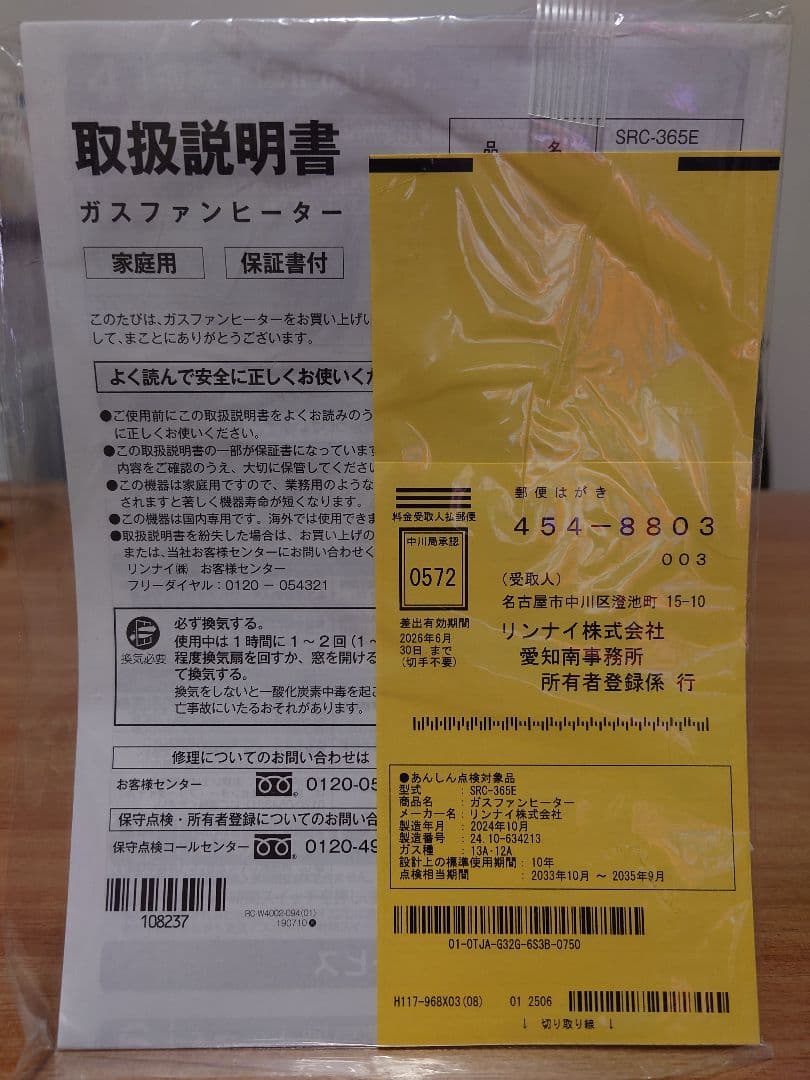 取扱説明書
ガスファンヒーター
家庭用 保証書付
品 名 SRC-365E
このたびは、ガスファンヒーターをお買い上げい
して、まことにありがとうございます。
よく読んで安全に正しくお使いくだ
●ご使用前にこの取扱説明書をよくお読みのう
に正しくお使いください。
●この取扱説明書の一部が保証書になっています
内容をご確認のうえ、大切に保管してください
●この機器は家庭用ですので、業務用のような
されますと著しく機器寿命が短くなります。
●この機器は国内専用です。海外では使用できま
●取扱説明書を紛失した場合は、お買い上げの
または、当社お客様センターにお問い合わせく
リンナイ㈱ お客様センター
フリーダイヤル：0120－054321
換気必要
必ず換気する。
使用中は1時間に1～2回（1～
程度換気扇を回すか、窓を開ける
て換気する。
換気をしないと一酸化炭素中毒を起こ
亡事故にいたるおそれがあります。
修理についてのお問い合わせは
お客様センター 0120-05
保守点検・所有者登録についてのお問い合
保守点検コールセンター 0120-49
108237
RC-W4002-094(01)
190710
郵便はがき
料金受取人払郵便
中川局承認
0572
差出有効期間
2026年6月
30日 まで
(切手不要)
454-8803
003
(受取人)
名古屋市中川区澄池町 15-10
リンナイ株式会社
愛知南事務所
所有者登録係 行
●あんしん点検対象品
型式 : SRC-365E
商品名 : ガスファンヒーター
メーカー名 : リンナイ株式会社
製造年月 : 2024年10月
製造番号 : 24.10-634213
ガス種 : 13A･12A
設計上の標準使用期間 : 10年
点検相当期間 : 2033年10月 ～ 2035年9月
01-0TJA-G32G-6S3B-0750
H117-968X03(08) 01 2506
↓ 切り取り線 ↓